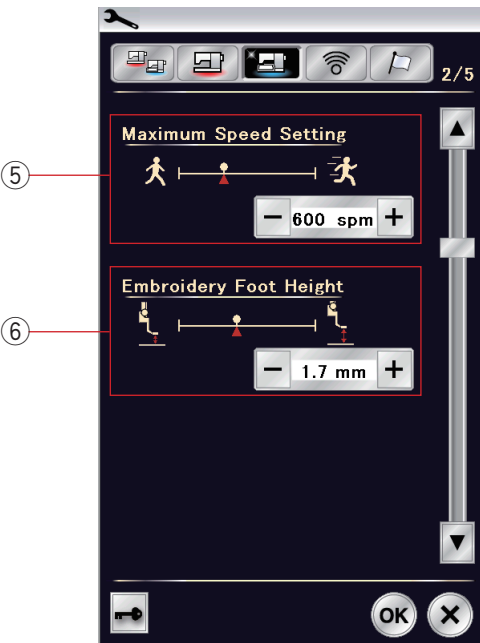 2/5
⑤
Maximum Speed Setting
− 600 spm +
⑥
Embroidery Foot Height
− 1.7 mm +
OK